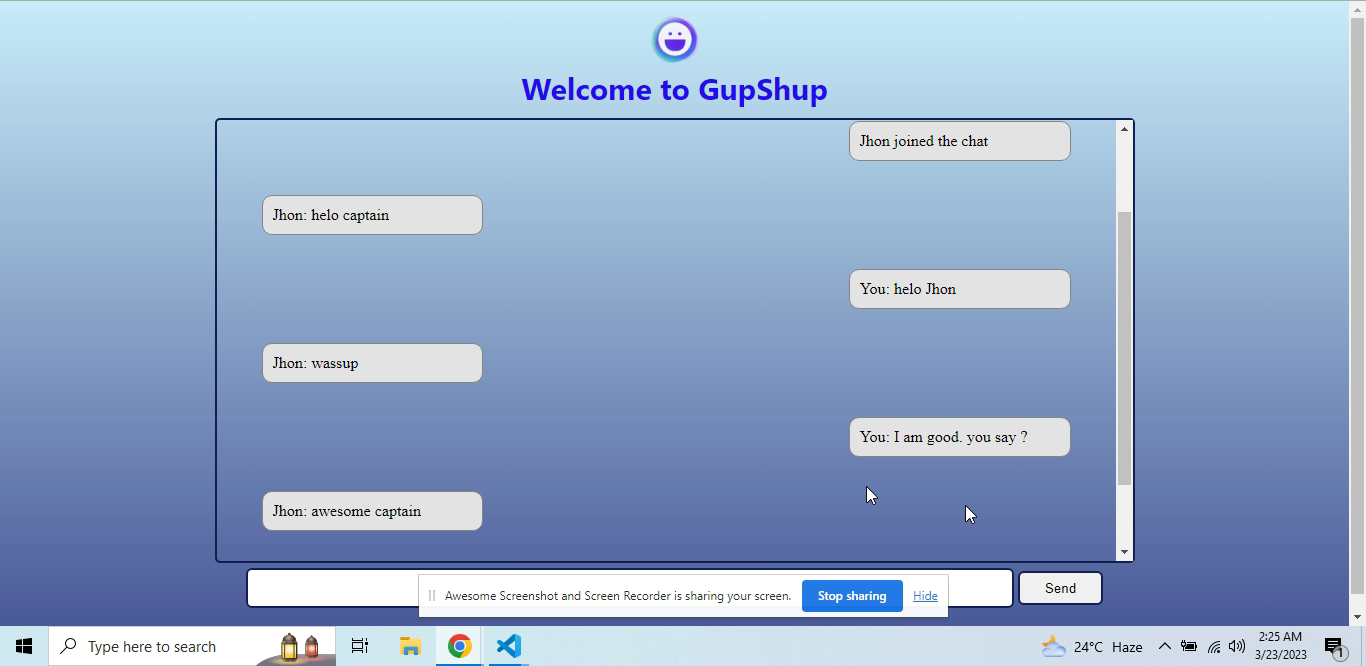 Welcome to GupShup
Jhon joined the chat
Jhon: helo captain
You: helo Jhon
Jhon: wassup
You: I am good. you say ?
Jhon: awesome captain
Send
Awesome Screenshot and Screen Recorder is sharing your screen.
Stop sharing
Hide
Type here to search
24°C Haze
2:25 AM
3/23/2023
1